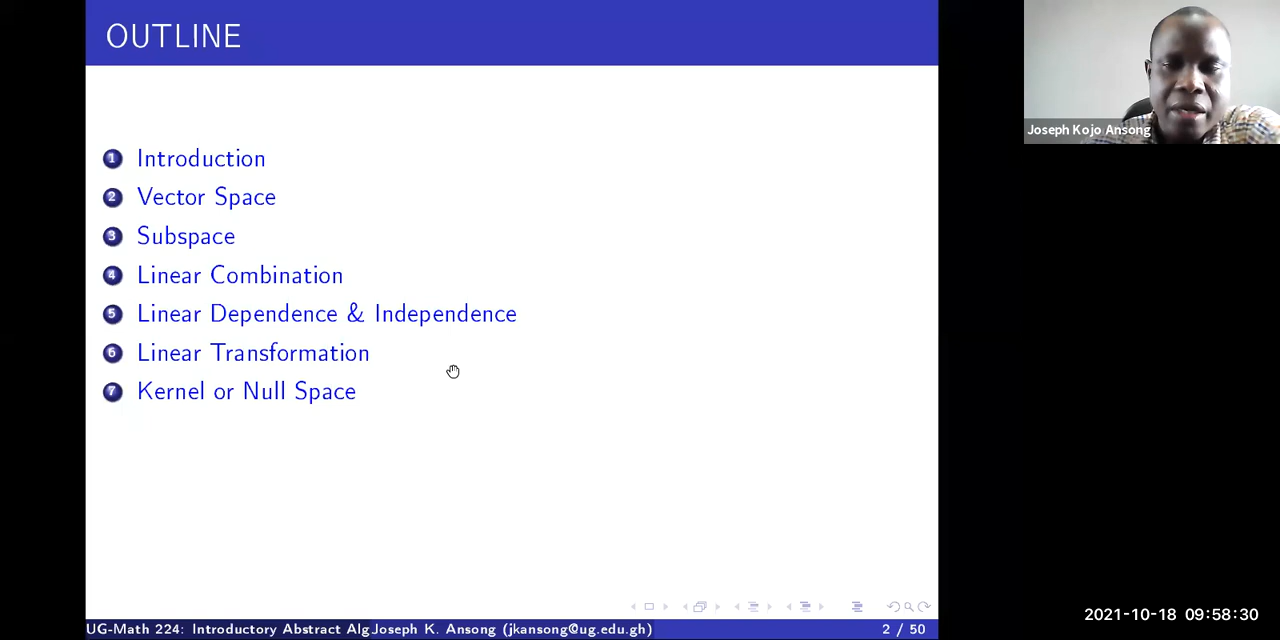 OUTLINE
1 Introduction
2 Vector Space
3 Subspace
4 Linear Combination
5 Linear Dependence & Independence
6 Linear Transformation
7 Kernel or Null Space
UG-Math 224: Introductory Abstract Alg Joseph K. Ansong (jkansong@ug.edu.gh) 2 / 50
Joseph Kojo Ansong
2021-10-18 09:58:30